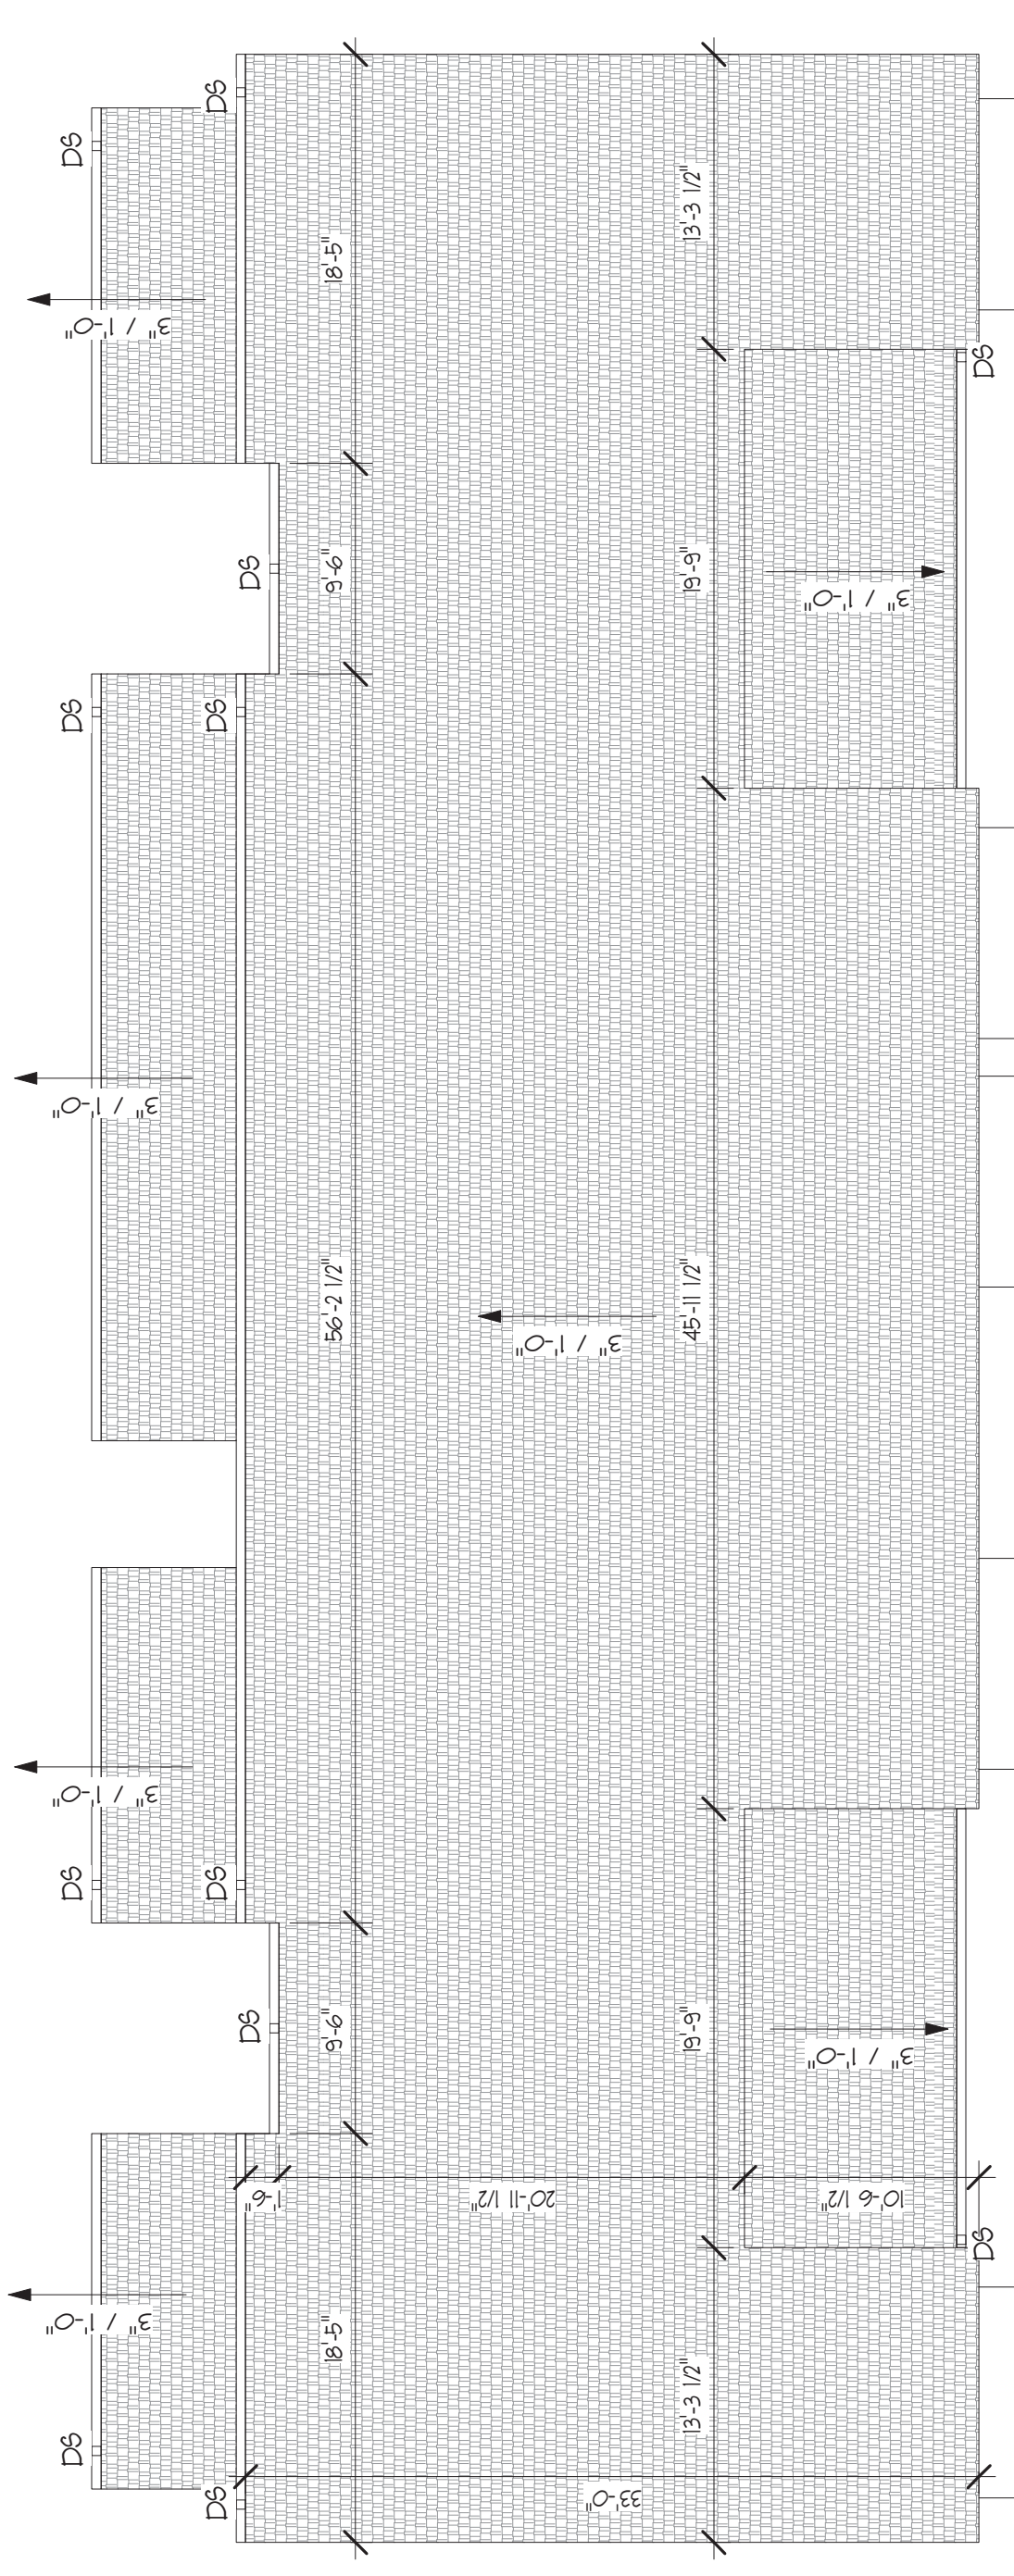 DS
DS
3" / 1'-0"
18'-5"
13'-3 1/2"
DS
DS
9'-6"
19'-9"
3" / 1'-0"
DS
DS
3" / 1'-0"
56'-2 1/2"
45'-11 1/2"
3" / 1'-0"
3" / 1'-0"
DS
DS
DS
9'-6"
19'-9"
3" / 1'-0"
1'-6"
20'-11 1/2"
10'-6 1/2"
DS
3" / 1'-0"
18'-5"
13'-3 1/2"
DS
DS
33'-0"